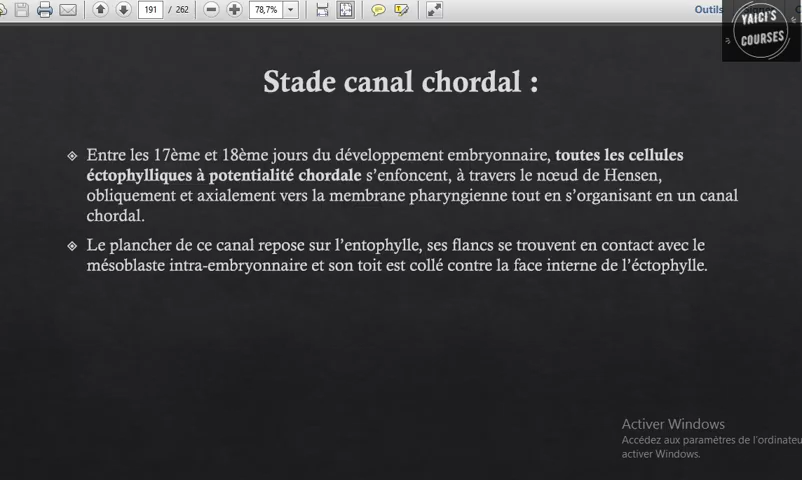 191 / 262 78,7% Outils
YAICI'S
COURSES
Stade canal chordal :
Entre les 17ème et 18ème jours du développement embryonnaire, toutes les cellules
éctophylliques à potentialité chordale s'enfoncent, à travers le nœud de Hensen,
obliquement et axialement vers la membrane pharyngienne tout en s'organisant en un canal
chordal.
Le plancher de ce canal repose sur l'entophylle, ses flancs se trouvent en contact avec le
mésoblaste intra-embryonnaire et son toit est collé contre la face interne de l'éctophylle.
Activer Windows
Accédez aux paramètres de l'ordinateu
activer Windows.